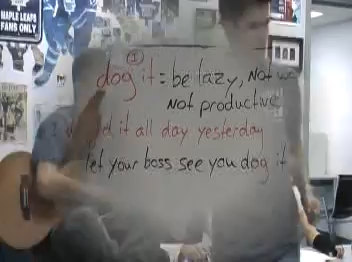 MAPLE LEAFS
FANS ONLY
①
dog it = be lazy, not
not productive
it all day yesterday
let your boss see you dog it